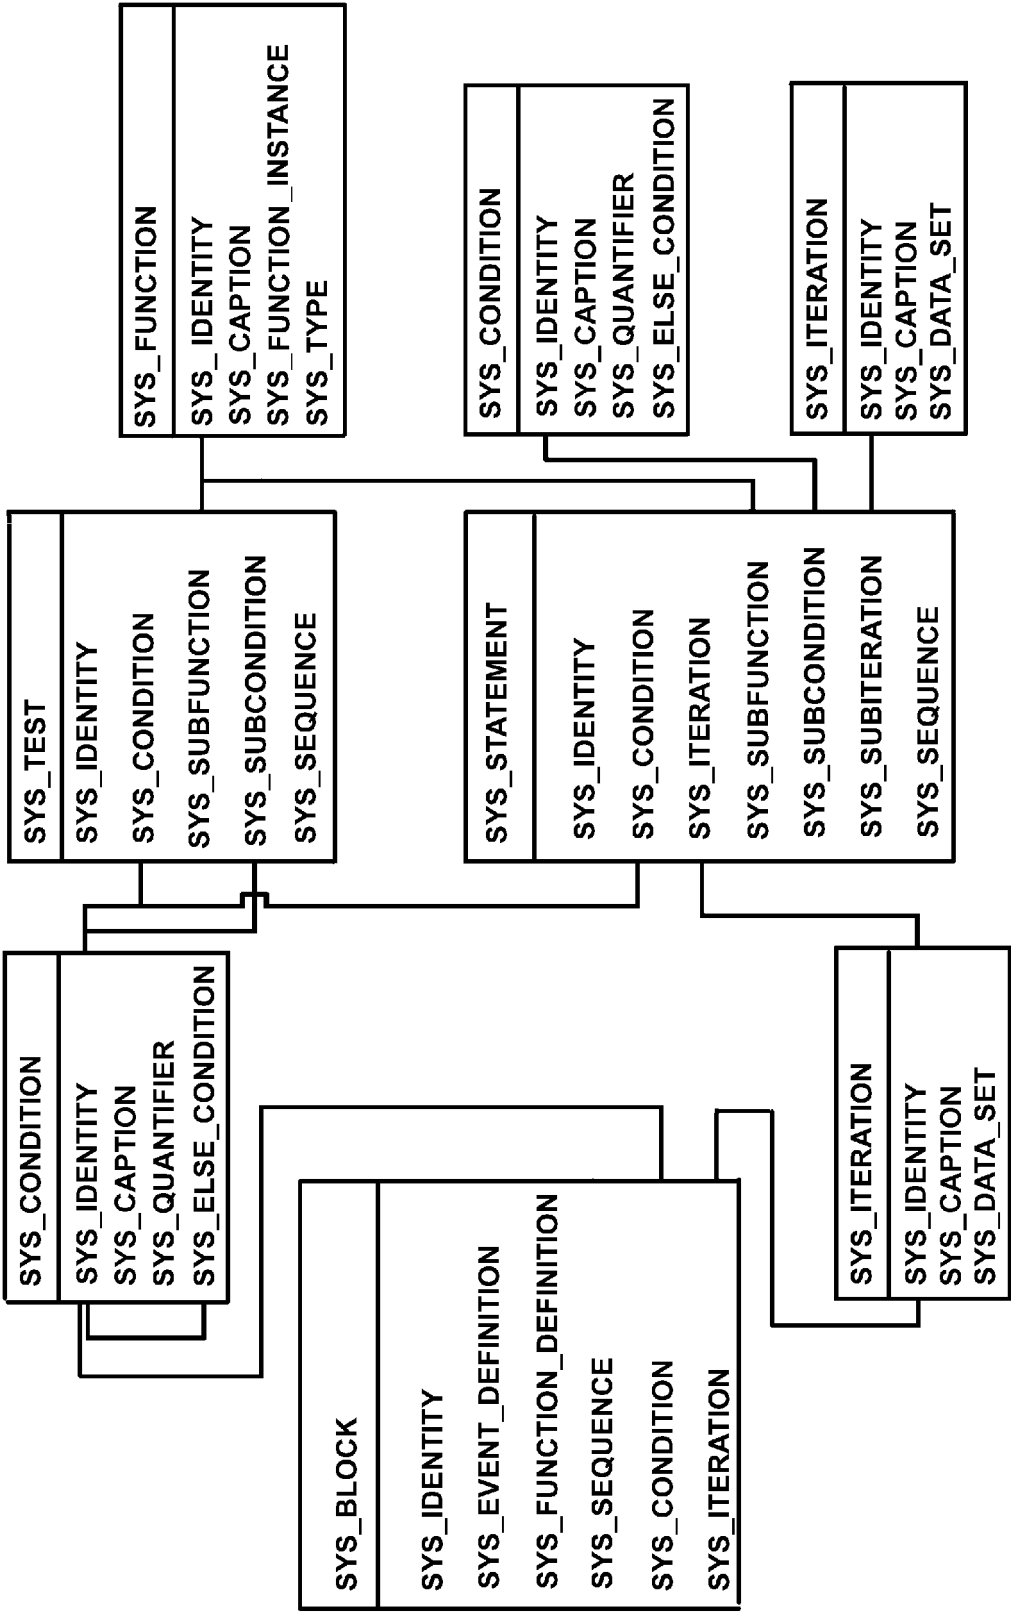 SYS_BLOCK
SYS_IDENTITY
SYS_EVENT_DEFINITION
SYS_FUNCTION_DEFINITION
SYS_SEQUENCE
SYS_CONDITION
SYS_ITERATION
SYS_CONDITION
SYS_IDENTITY
SYS_CAPTION
SYS_QUANTIFIER
SYS_ELSE_CONDITION
SYS_ITERATION
SYS_IDENTITY
SYS_CAPTION
SYS_DATA_SET
SYS_TEST
SYS_IDENTITY
SYS_CONDITION
SYS_SUBFUNCTION
SYS_SUBCONDITION
SYS_SEQUENCE
SYS_STATEMENT
SYS_IDENTITY
SYS_CONDITION
SYS_ITERATION
SYS_SUBFUNCTION
SYS_SUBCONDITION
SYS_SUBITERATION
SYS_SEQUENCE
SYS_FUNCTION
SYS_IDENTITY
SYS_CAPTION
SYS_FUNCTION_INSTANCE
SYS_TYPE
SYS_CONDITION
SYS_IDENTITY
SYS_CAPTION
SYS_QUANTIFIER
SYS_ELSE_CONDITION
SYS_ITERATION
SYS_IDENTITY
SYS_CAPTION
SYS_DATA_SET